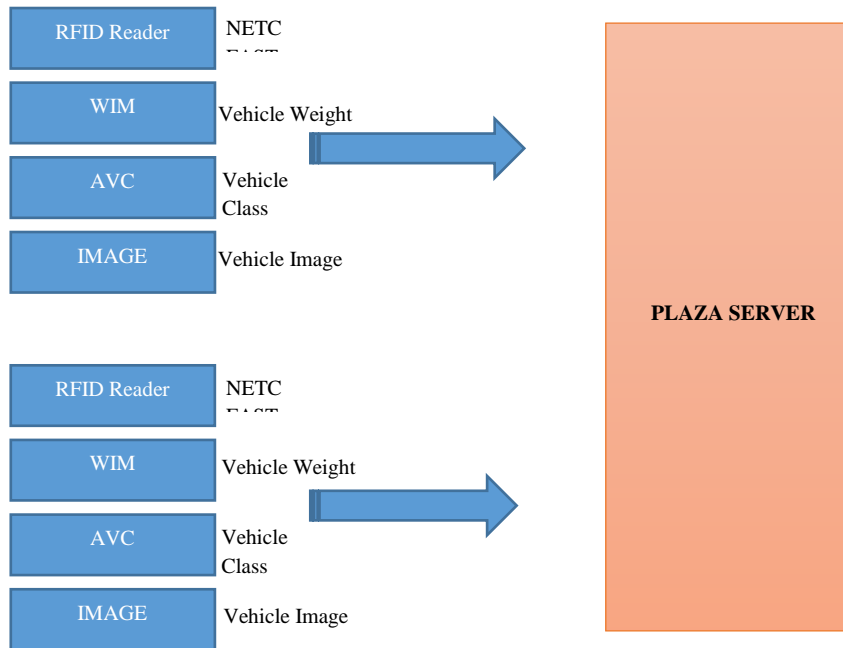 RFID Reader
NETC
WIM
Vehicle Weight
AVC
Vehicle
Class
IMAGE
Vehicle Image
PLAZA SERVER
RFID Reader
NETC
WIM
Vehicle Weight
AVC
Vehicle
Class
IMAGE
Vehicle Image